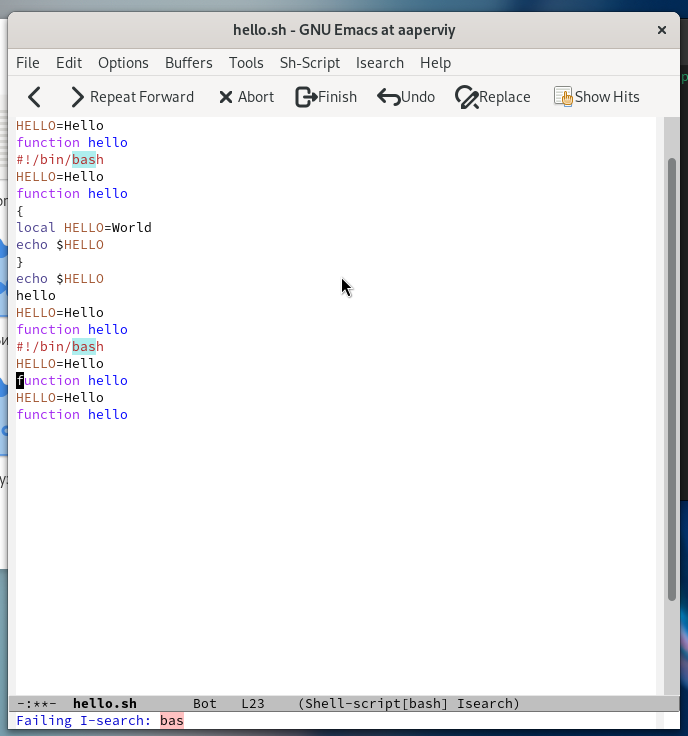 hello.sh - GNU Emacs at aaperviy
File Edit Options Buffers Tools Sh-Script Isearch Help
Repeat Forward Abort Finish Undo Replace Show Hits
HELLO=Hello
function hello
#!/bin/bash
HELLO=Hello
function hello
{
local HELLO=World
echo $HELLO
}
echo $HELLO
hello
HELLO=Hello
function hello
#!/bin/bash
HELLO=Hello
function hello
HELLO=Hello
function hello
-:**- hello.sh Bot L23 (Shell-script[bash] Isearch)
Failing I-search: bas